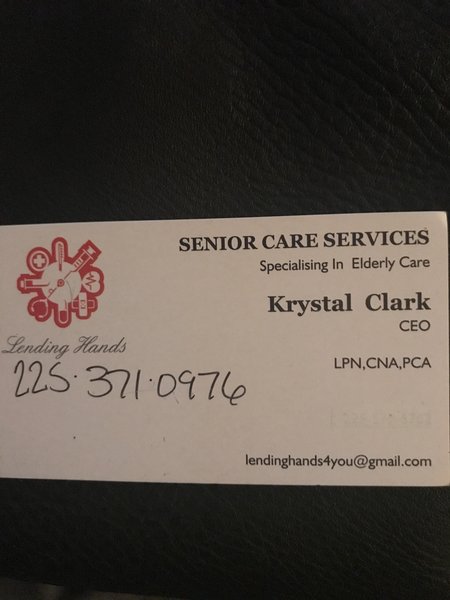 SENIOR CARE SERVICES
Specialising In Elderly Care
Krystal Clark
CEO
Lending Hands
LPN,CNA,PCA
225·371·0976
lendinghands4you@gmail.com